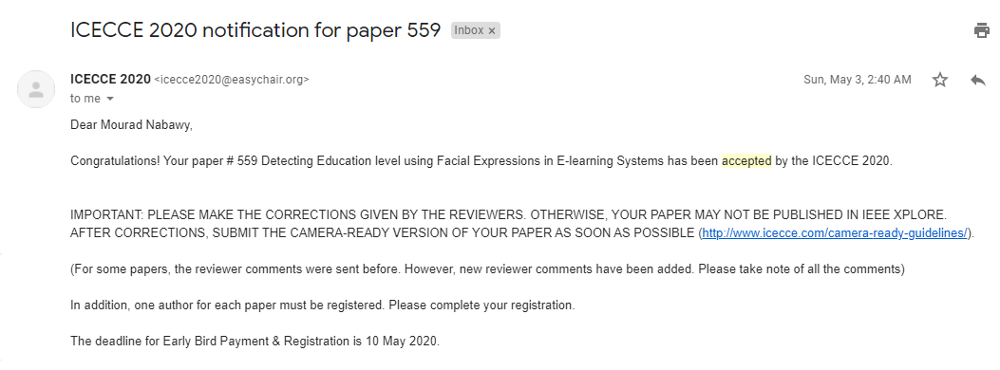 ICECCE 2020 notification for paper 559 Inbox ×
ICECCE 2020 <icecce2020@easychair.org> Sun, May 3, 2:40 AM
to me
Dear Mourad Nabawy,
Congratulations! Your paper # 559 Detecting Education level using Facial Expressions in E-learning Systems has been accepted by the ICECCE 2020.
IMPORTANT: PLEASE MAKE THE CORRECTIONS GIVEN BY THE REVIEWERS. OTHERWISE, YOUR PAPER MAY NOT BE PUBLISHED IN IEEE XPLORE.
AFTER CORRECTIONS, SUBMIT THE CAMERA-READY VERSION OF YOUR PAPER AS SOON AS POSSIBLE (http://www.icecce.com/camera-ready-guidelines/).
(For some papers, the reviewer comments were sent before. However, new reviewer comments have been added. Please take note of all the comments)
In addition, one author for each paper must be registered. Please complete your registration.
The deadline for Early Bird Payment & Registration is 10 May 2020.